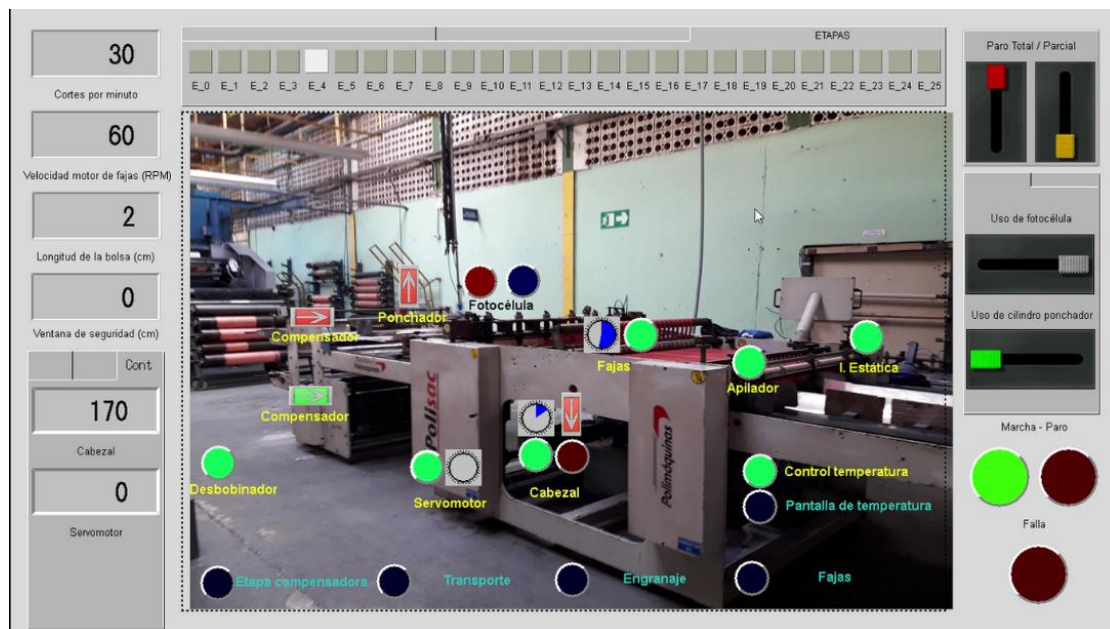 30
Cortes por minuto
60
Velocidad motor de fajas (RPM)
2
Longitud de la bolsa (cm)
0
Ventana de seguridad (cm)
Cont
170
Cabezal
0
Servomotor
ETAPAS
E_0 E_1 E_2 E_3 E_4 E_5 E_6 E_7 E_8 E_9 E_10 E_11 E_12 E_13 E_14 E_15 E_16 E_17 E_18 E_19 E_20 E_21 E_22 E_23 E_24 E_25
Fotocélula
Ponchador
Compensador
Fajas
I. Estática
Apilador
Compensador
Polisac
Polimáquinas
Desbobinador
Servomotor
Cabezal
Control temperatura
Pantalla de temperatura
Etapa compensadora
Transporte
Engranaje
Fajas
Paro Total / Parcial
Uso de fotocélula
Uso de cilindro ponchador
Marcha - Paro
Falla